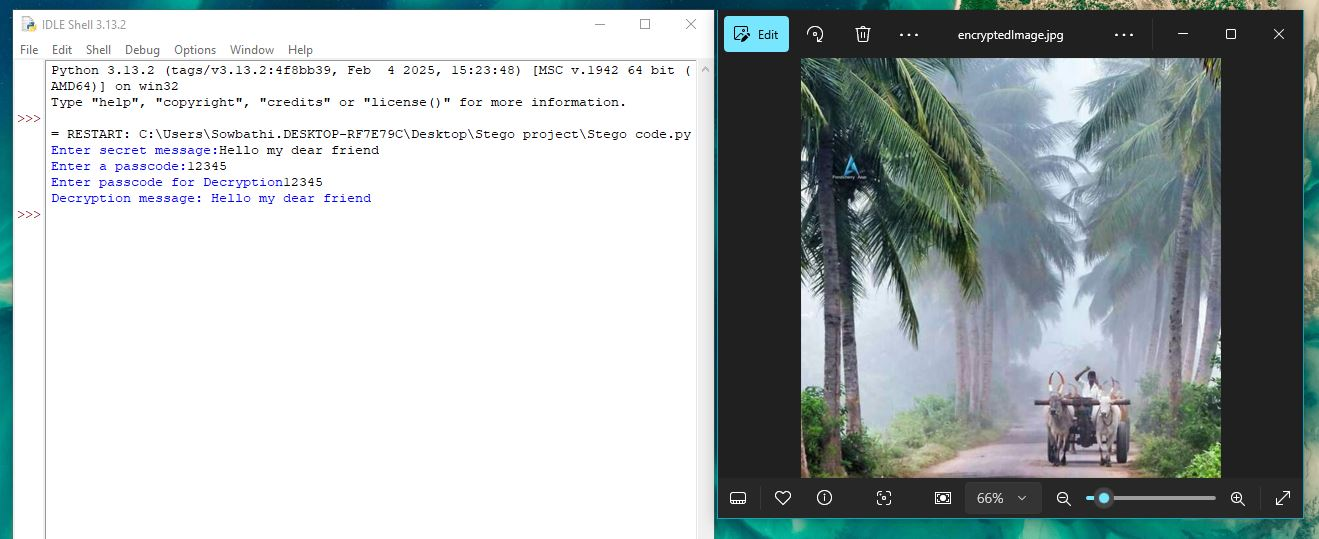 IDLE Shell 3.13.2
File Edit Shell Debug Options Window Help
Python 3.13.2 (tags/v3.13.2:4f8bb39, Feb  4 2025, 15:23:48) [MSC v.1942 64 bit (
AMD64)] on win32
Type "help", "copyright", "credits" or "license()" for more information.
>>>
= RESTART: C:\Users\Sowbathi.DESKTOP-RF7E79C\Desktop\Stego project\Stego code.py
Enter secret message:Hello my dear friend
Enter a passcode:12345
Enter passcode for Decryption12345
Decryption message: Hello my dear friend
>>>
Edit
encryptedImage.jpg
66%